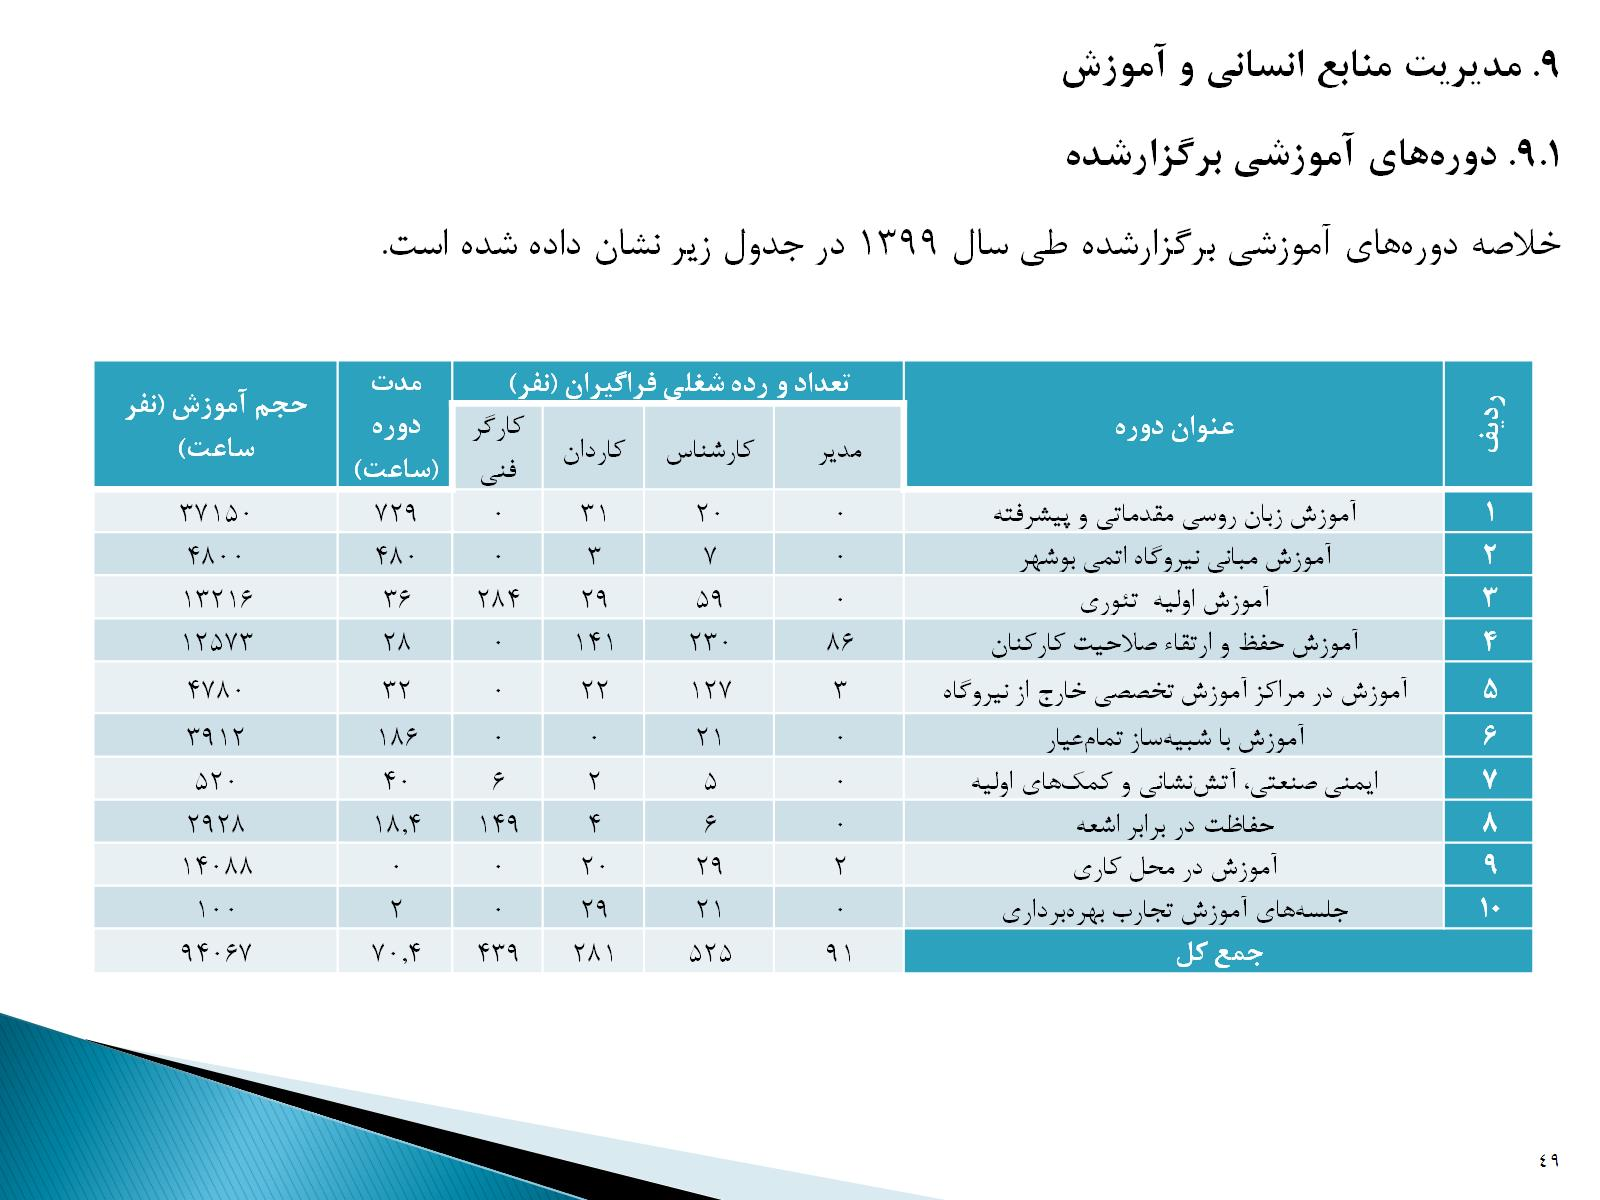 ۹. مدیریت منابع انسانی و آموزش
۹.۱. دوره‌های آموزشی برگزارشده
خلاصه دوره‌های آموزشی برگزارشده طی سال ۱۳۹۹ در جدول زیر نشان داده شده است.
ردیف عنوان دوره تعداد و رده شغلی فراگیران (نفر) مدت دوره (ساعت) حجم آموزش (نفر ساعت)
مدیر کارشناس کاردان کارگر فنی
۱ آموزش زبان روسی مقدماتی و پیشرفته ۰ ۲۰ ۳۱ ۰ ۷۲۹ ۳۷۱۵۰
۲ آموزش مبانی نیروگاه اتمی بوشهر ۰ ۷ ۳ ۰ ۴۸۰ ۴۸۰۰
۳ آموزش اولیه تئوری ۰ ۵۹ ۲۹ ۲۸۴ ۳۶ ۱۳۲۱۶
۴ آموزش حفظ و ارتقاء صلاحیت کارکنان ۸۶ ۲۳۰ ۱۴۱ ۰ ۲۸ ۱۲۵۷۳
۵ آموزش در مراکز آموزش تخصصی خارج از نیروگاه ۳ ۱۲۷ ۲۲ ۰ ۳۲ ۴۷۸۰
۶ آموزش با شبیه‌ساز تمام‌عیار ۰ ۲۱ ۰ ۰ ۱۸۶ ۳۹۱۲
۷ ایمنی صنعتی، آتش‌نشانی و کمک‌های اولیه ۰ ۵ ۲ ۶ ۴۰ ۵۲۰
۸ حفاظت در برابر اشعه ۰ ۶ ۴ ۱۴۹ ۱۸,۴ ۲۹۲۸
۹ آموزش در محل کاری ۲ ۲۹ ۲۰ ۰ ۰ ۱۴۰۸۸
۱۰ جلسه‌های آموزش تجارب بهره‌برداری ۰ ۲۱ ۲۹ ۰ ۲ ۱۰۰
جمع کل ۹۱ ۵۲۵ ۲۸۱ ۴۳۹ ۷۰,۴ ۹۴۰۶۷
٤٩